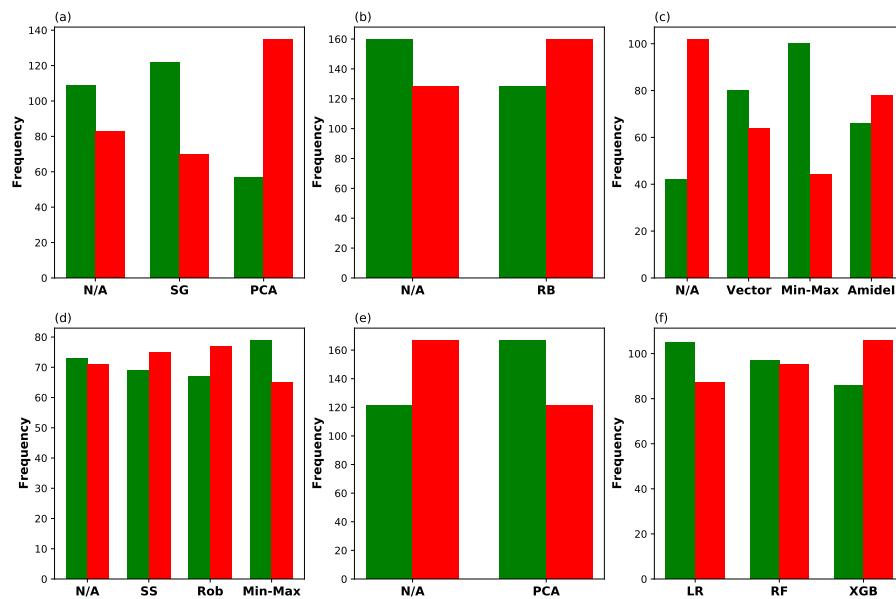 (a)
Frequency
140
120
100
80
60
40
20
0
N/A SG PCA
(b)
Frequency
160
140
120
100
80
60
40
20
0
N/A RB
(c)
Frequency
100
80
60
40
20
0
N/A Vector Min-Max AmideI
(d)
Frequency
80
70
60
50
40
30
20
10
0
N/A SS Rob Min-Max
(e)
Frequency
160
140
120
100
80
60
40
20
0
N/A PCA
(f)
Frequency
100
80
60
40
20
0
LR RF XGB